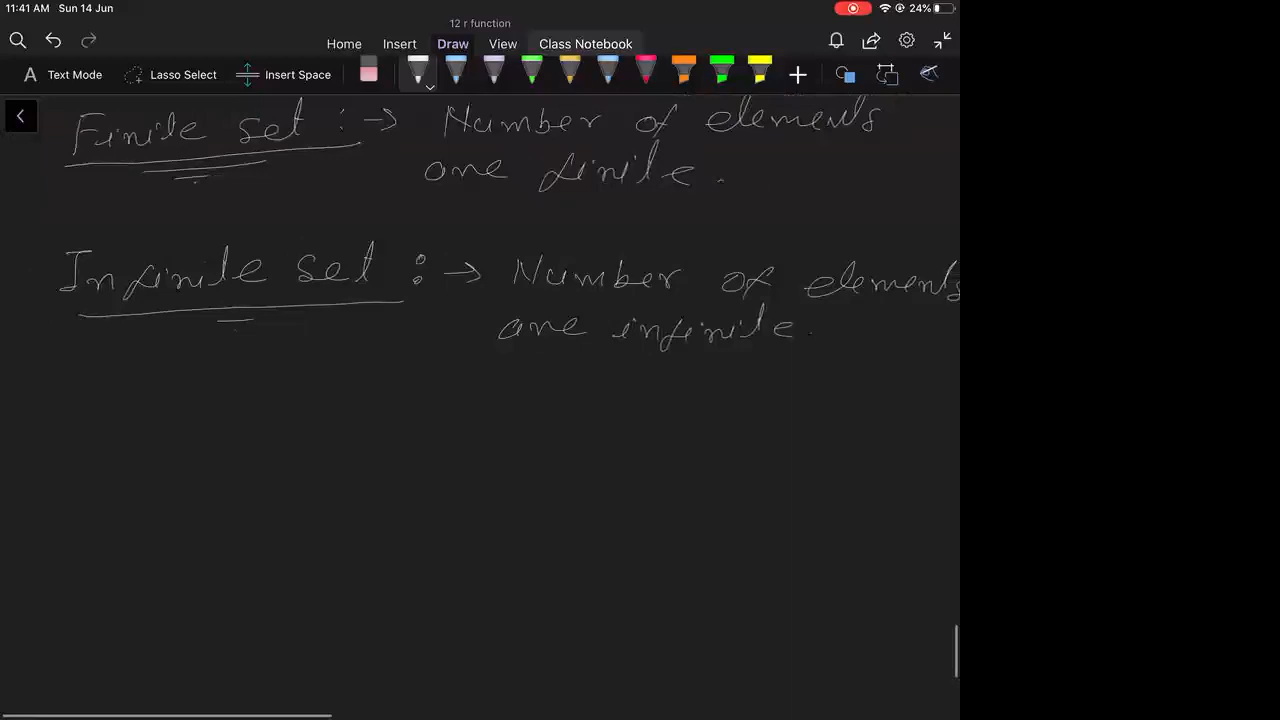 11:41 AM Sun 14 Jun
24%
12 r function
Home Insert Draw View Class Notebook
A Text Mode Lasso Select Insert Space
Finite set :→ Number of elements
are finite.
Infinite set :→ Number of elements
are infinite.